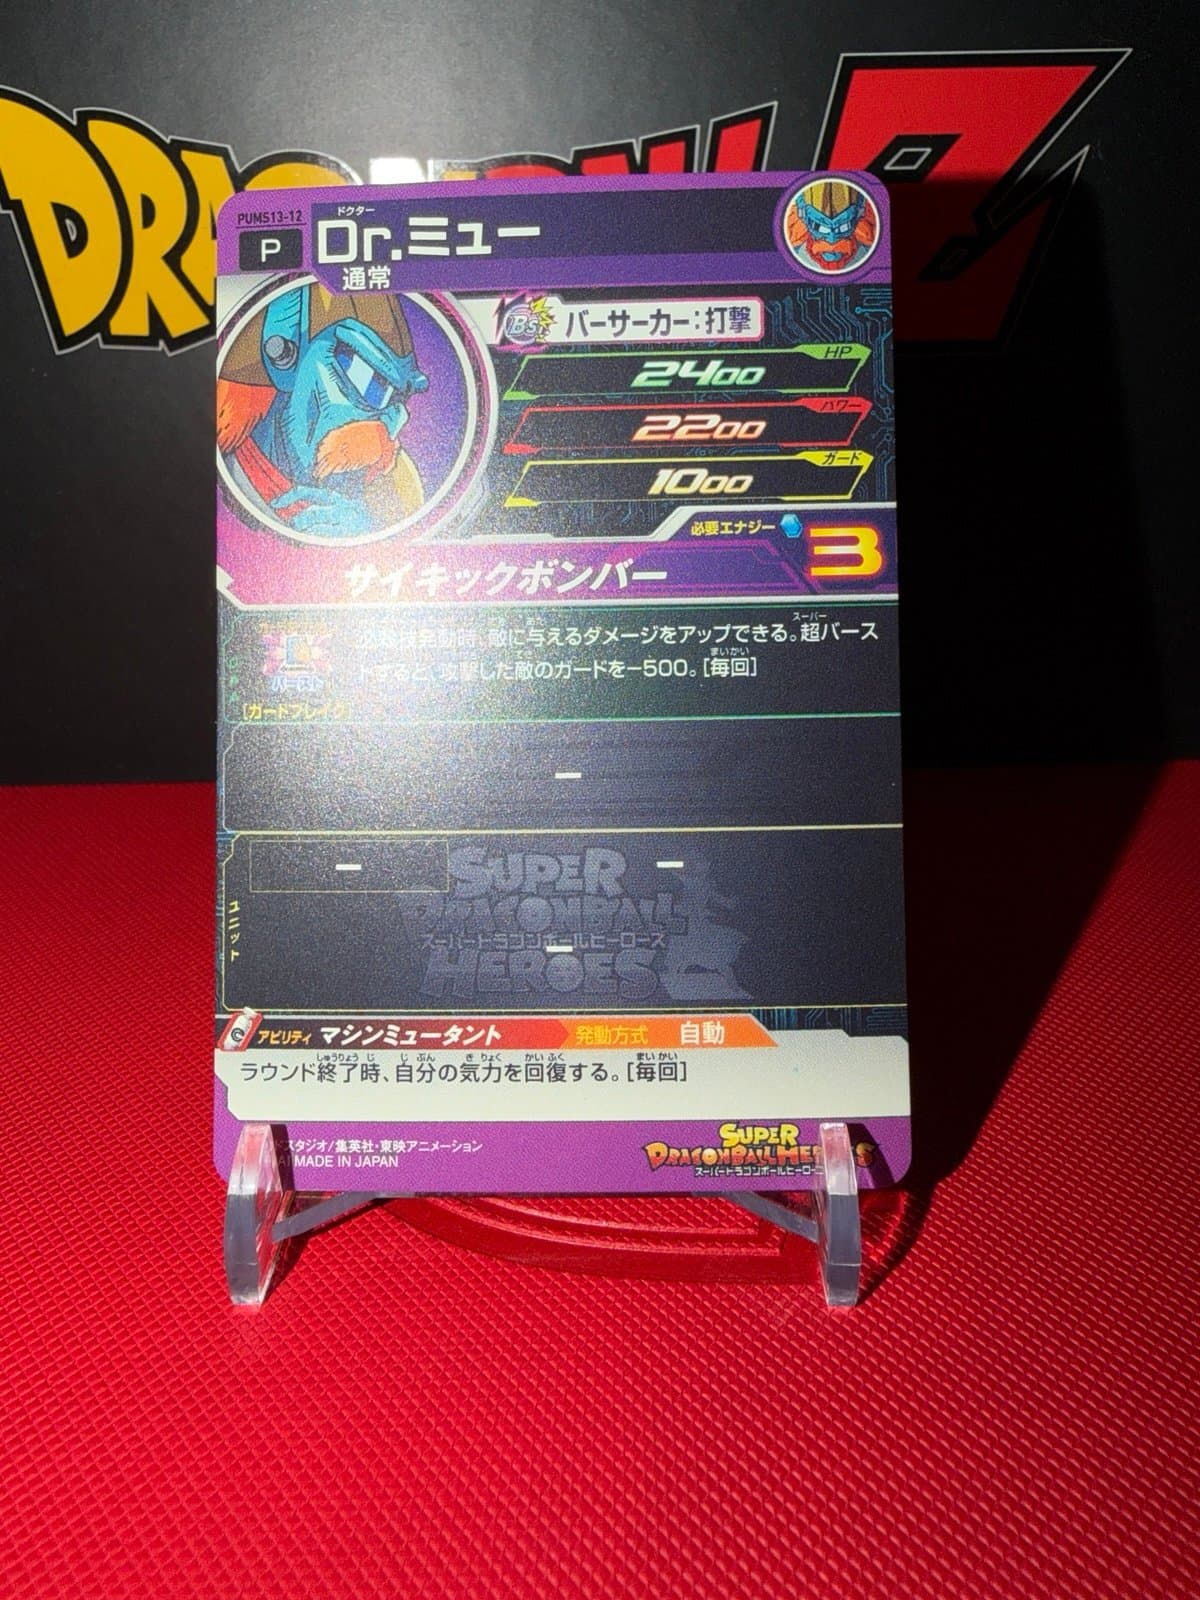 DRAGONBALL Z
PUMS13-12
P
ドクター
Dr.ミュー
通常
BS
バーサーカー:打撃
HP
2400
パワー
2200
ガード
1000
必要エナジー
3
サイキックボンバー
発動時、敵に与えるダメージをアップできる。超バース
スーパー
トすると、攻撃した敵のガードを−500。[毎回]
まいかい
バースト
[ガードブレイク]
−
−
−
−
ユニット
SUPER
DRAGONBALL
スーパードラゴンボールヒーローズ
HEROES
アビリティ マシンミュータント 発動方式 自動
しゅうりょう じ じ ぶん き りょく かい ふく まい かい
ラウンド終了時、自分の気力を回復する。[毎回]
スタジオ/集英社・東映アニメーション
MADE IN JAPAN
SUPER
DRAGONBALL HEROES
スーパードラゴンボールヒーローズ